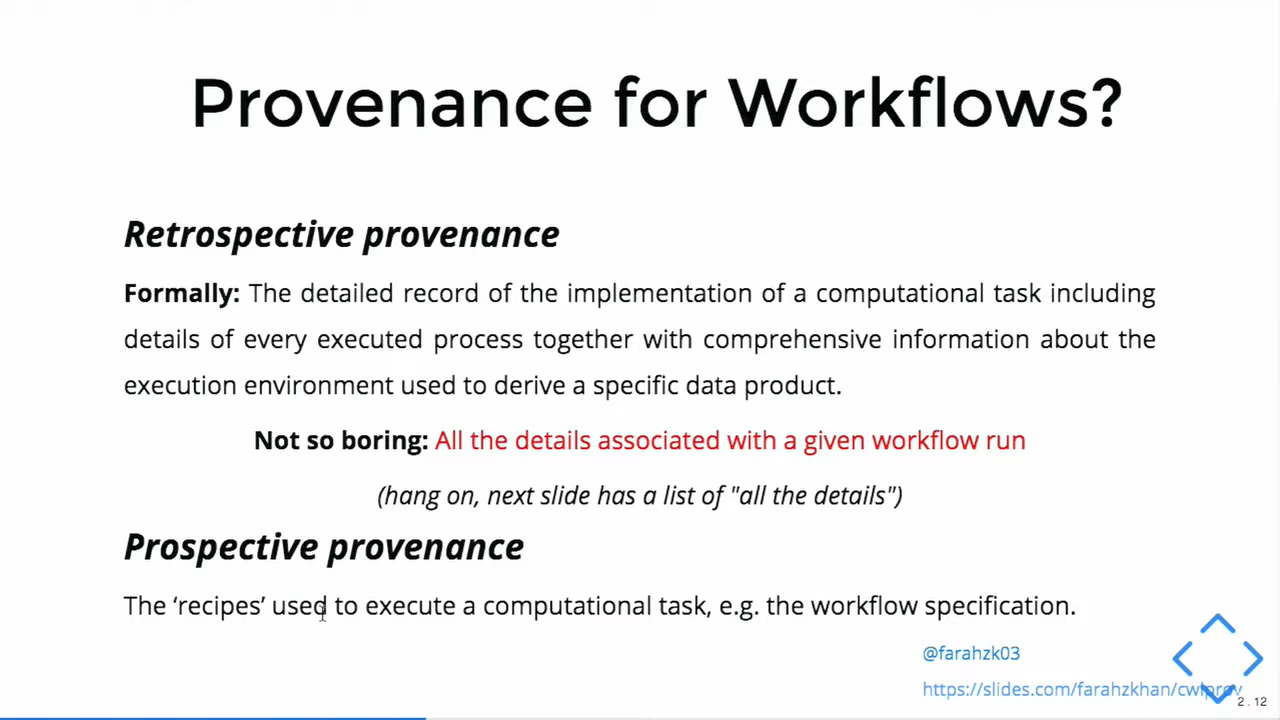 Provenance for Workflows?
Retrospective provenance
Formally: The detailed record of the implementation of a computational task including
details of every executed process together with comprehensive information about the
execution environment used to derive a specific data product.
Not so boring: All the details associated with a given workflow run
(hang on, next slide has a list of "all the details")
Prospective provenance
The ‘recipes’ used to execute a computational task, e.g. the workflow specification.
@farahzk03
https://slides.com/farahzkhan/cwlprov
2 . 12